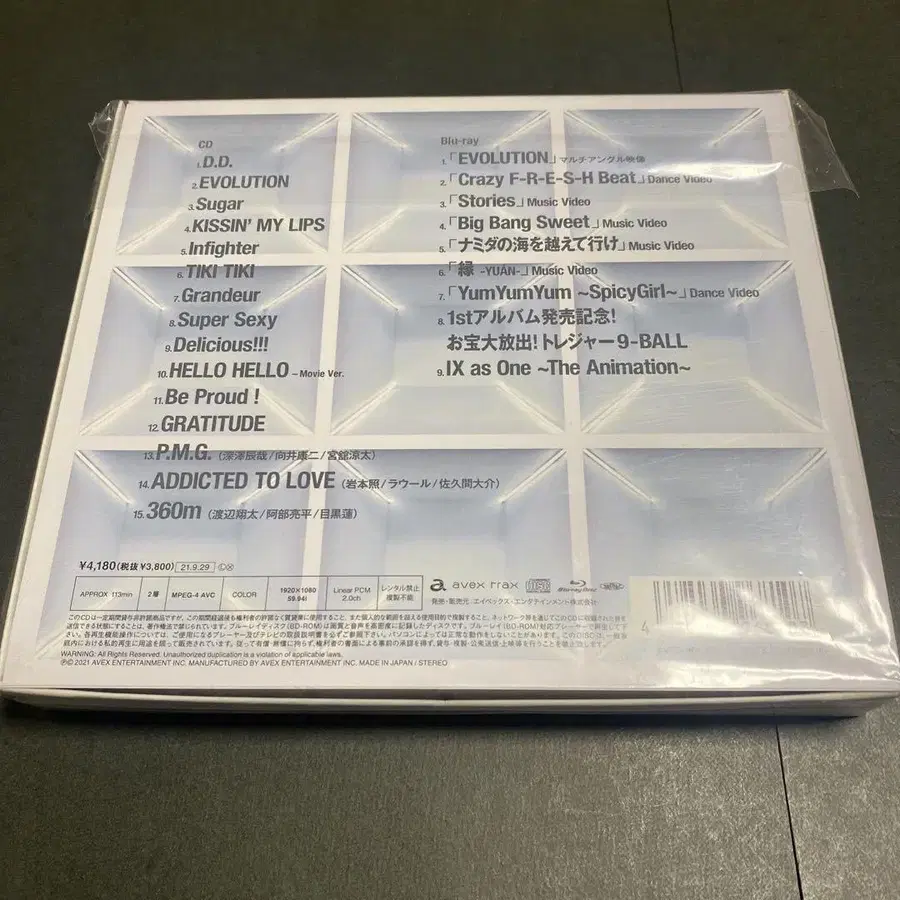 CD
1.D.D.
2.EVOLUTION
3.Sugar
4.KISSIN' MY LIPS
5.Infighter
6.TIKI TIKI
7.Grandeur
8.Super Sexy
9.Delicious!!!
10.HELLO HELLO ~Movie Ver.
11.Be Proud !
12.GRATITUDE
13.P.M.G. (深澤辰哉/向井康二/宮舘涼太)
14.ADDICTED TO LOVE (岩本照/ラウール/佐久間大介)
15.360m (渡辺翔太/阿部亮平/目黒蓮)
Blu-ray
1.「EVOLUTION」マルチアングル映像
2.「Crazy F-R-E-S-H Beat」Dance Video
3.「Stories」Music Video
4.「Big Bang Sweet」Music Video
5.「ナミダの海を越えて行け」Music Video
6.「縁 -YUÁN-」Music Video
7.「YumYumYum ~SpicyGirl~」Dance Video
8.1stアルバム発売記念!
お宝大放出!トレジャー9-BALL
9.IX as One ~The Animation~
¥4,180(税抜¥3,800) 21.9.29
APPROX 113min 2層 MPEG-4 AVC COLOR 1920×1080 59.94i Linear PCM 2.0ch レンタル禁止 複製不能
a avex trax
Blu-ray Disc
発売・販売元:エイベックス・エンタテインメント株式会社
WARNING: All Rights Reserved. Unauthorized duplication is a violation of applicable laws.
℗© 2021 AVEX ENTERTAINMENT INC. MANUFACTURED BY AVEX ENTERTAINMENT INC. MADE IN JAPAN / STEREO
4